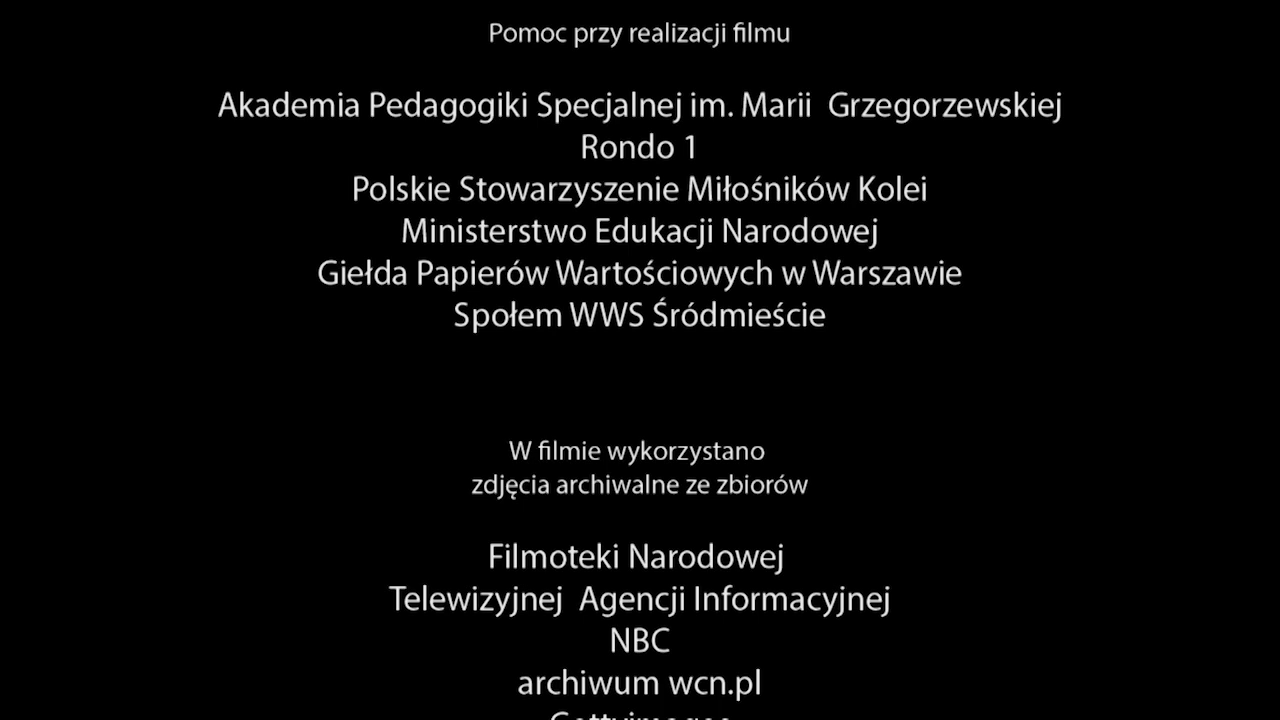 Pomoc przy realizacji filmu
Akademia Pedagogiki Specjalnej im. Marii Grzegorzewskiej
Rondo 1
Polskie Stowarzyszenie Miłośników Kolei
Ministerstwo Edukacji Narodowej
Giełda Papierów Wartościowych w Warszawie
Społem WWS Śródmieście
W filmie wykorzystano
zdjęcia archiwalne ze zbiorów
Filmoteki Narodowej
Telewizyjnej Agencji Informacyjnej
NBC
archiwum wcn.pl